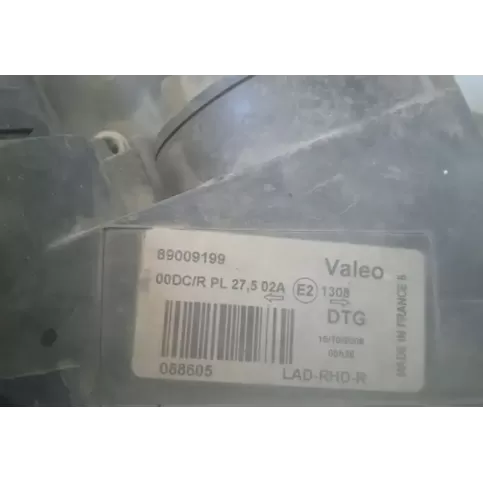 89009199
Valeo
00DC/R PL 27,5 02A E2 1308
DTG
088605
LAD-RHD-R
MADE IN FRANCE